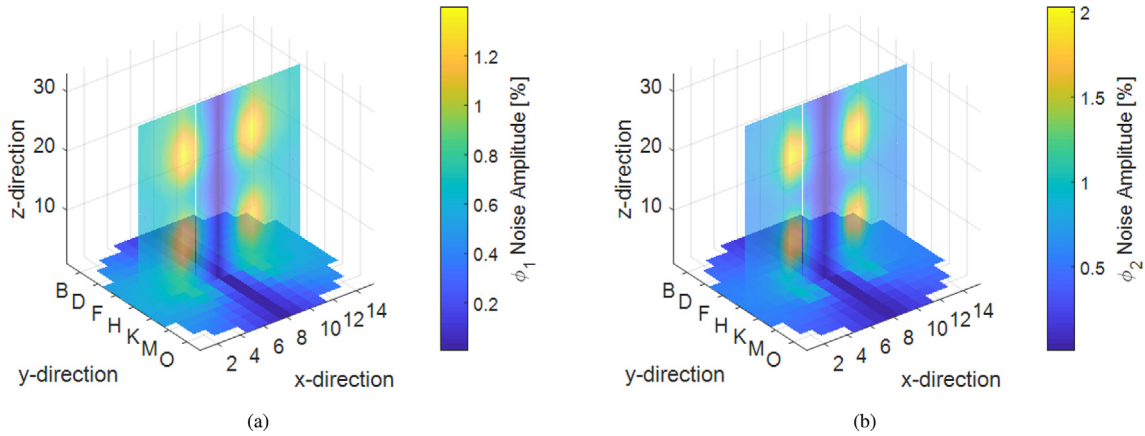 30
20
10
z-direction
B
D
F
H
K
M
O
y-direction
2
4
6
8
10
12
14
x-direction
1.2
1
0.8
0.6
0.4
0.2
ϕ1 Noise Amplitude [%]
(a)
30
20
10
z-direction
B
D
F
H
K
M
O
y-direction
2
4
6
8
10
12
14
x-direction
2
1.5
1
0.5
ϕ2 Noise Amplitude [%]
(b)